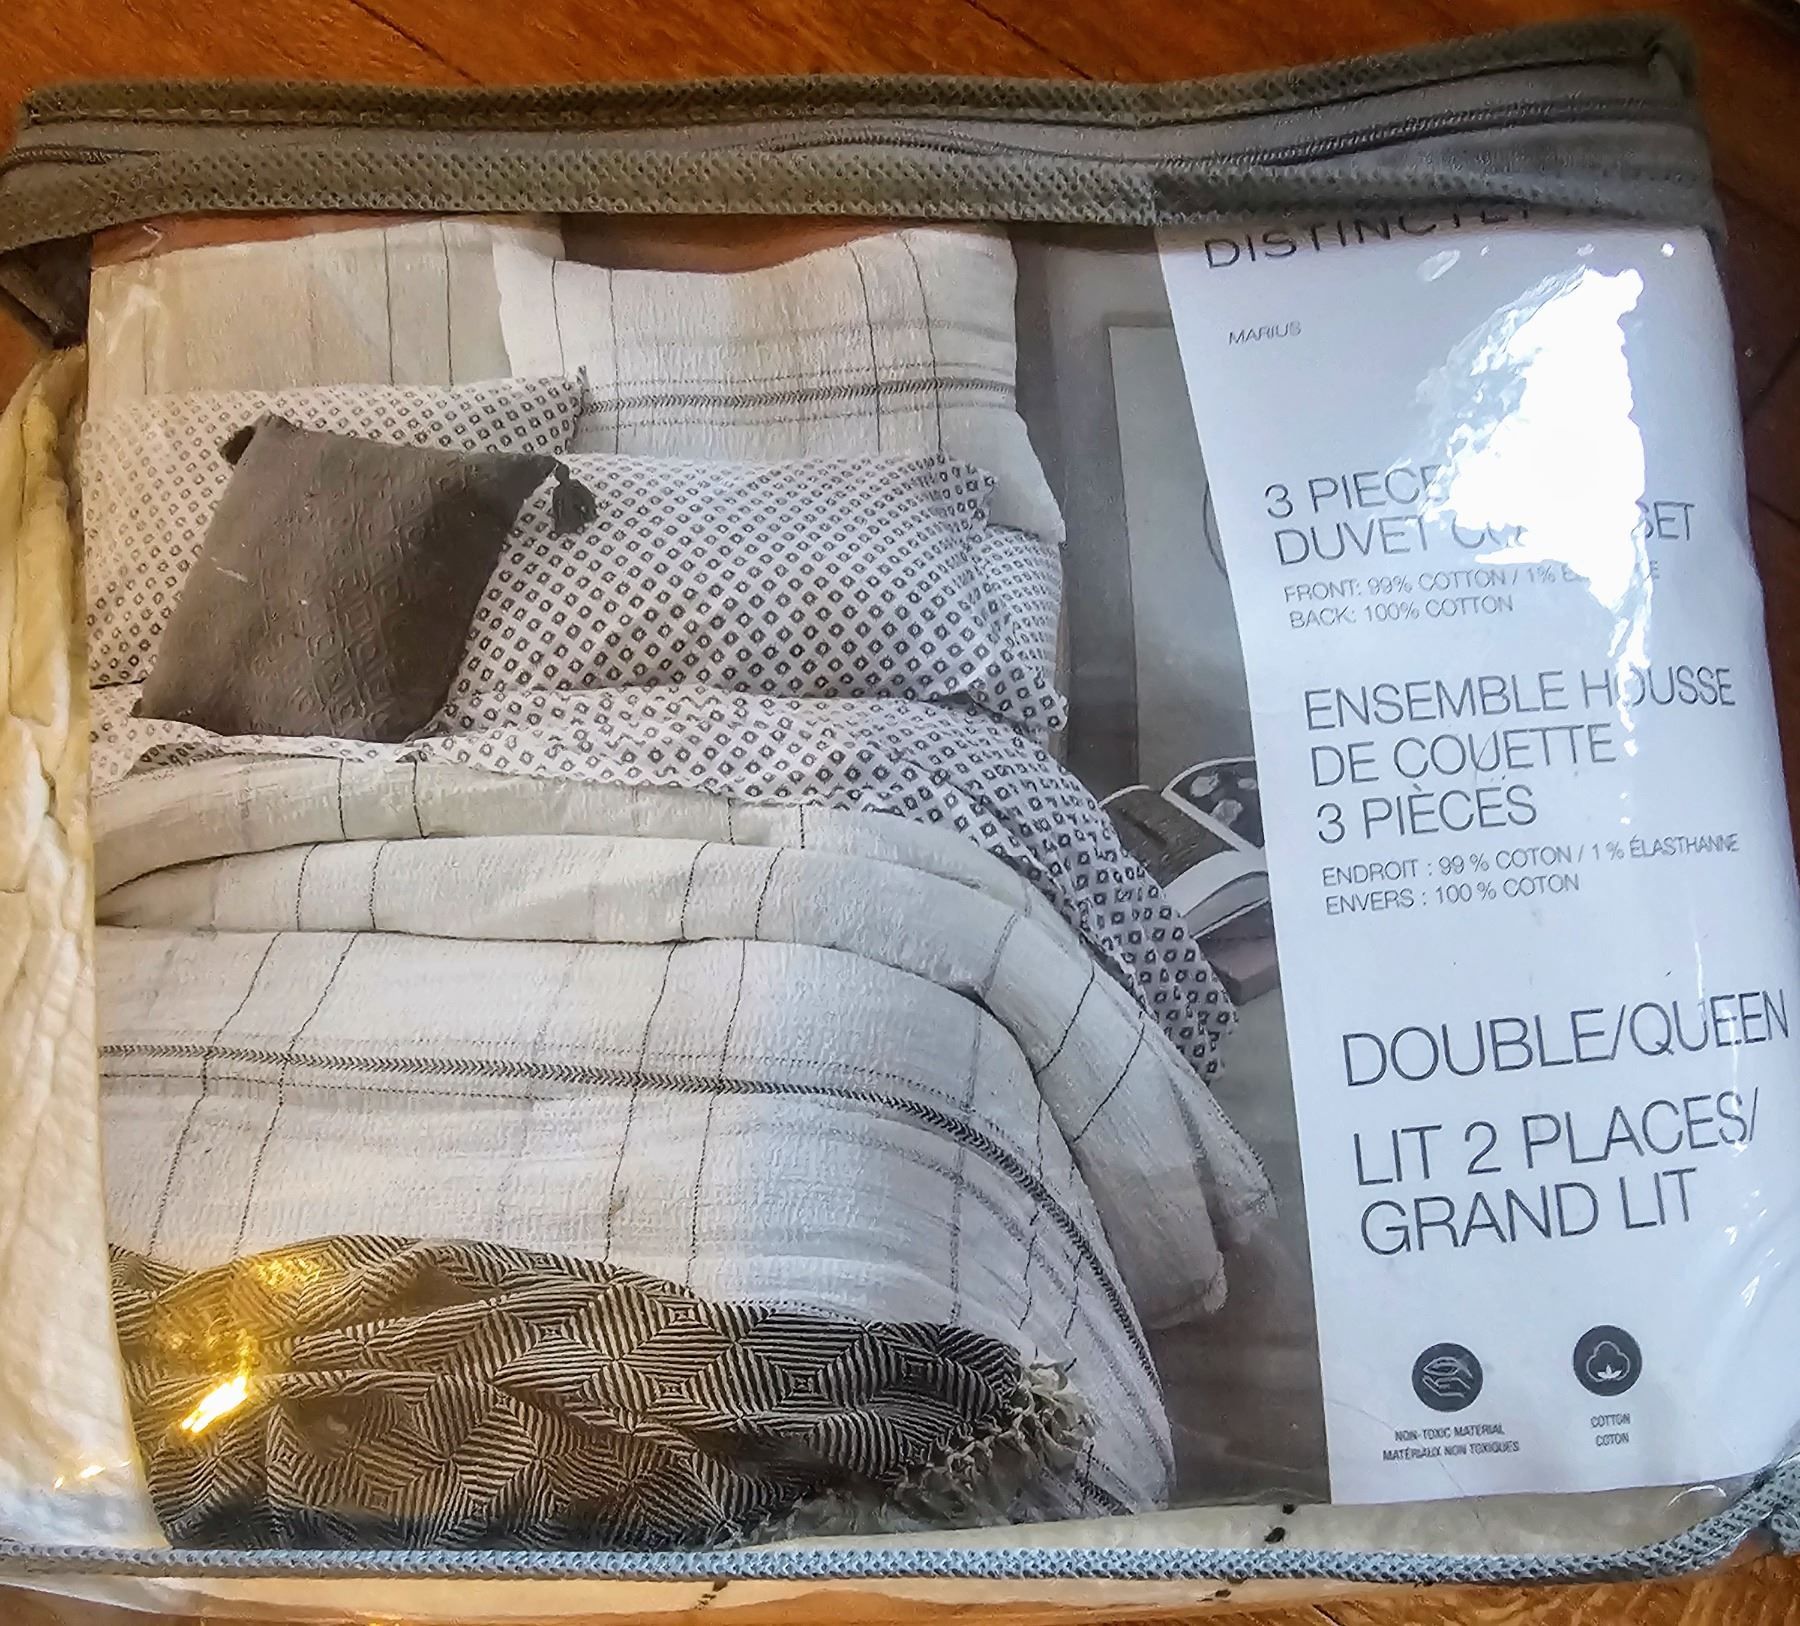 MARIUS
3
DUVET SET
FRONT: 99% COTTON / 1%
BACK: 100% COTTON
ENSEMBLE HOUSSE
DE COUETTE
3 PIÈCES
ENDROIT : 99 % COTON / 1 % ÉLASTHANNE
ENVERS : 100 % COTON
DOUBLE/QUEEN
LIT 2 PLACES/
GRAND LIT
NON-TOXIC MATERIAL
MATÉRIAUX NON TOXIQUES
COTTON
COTON